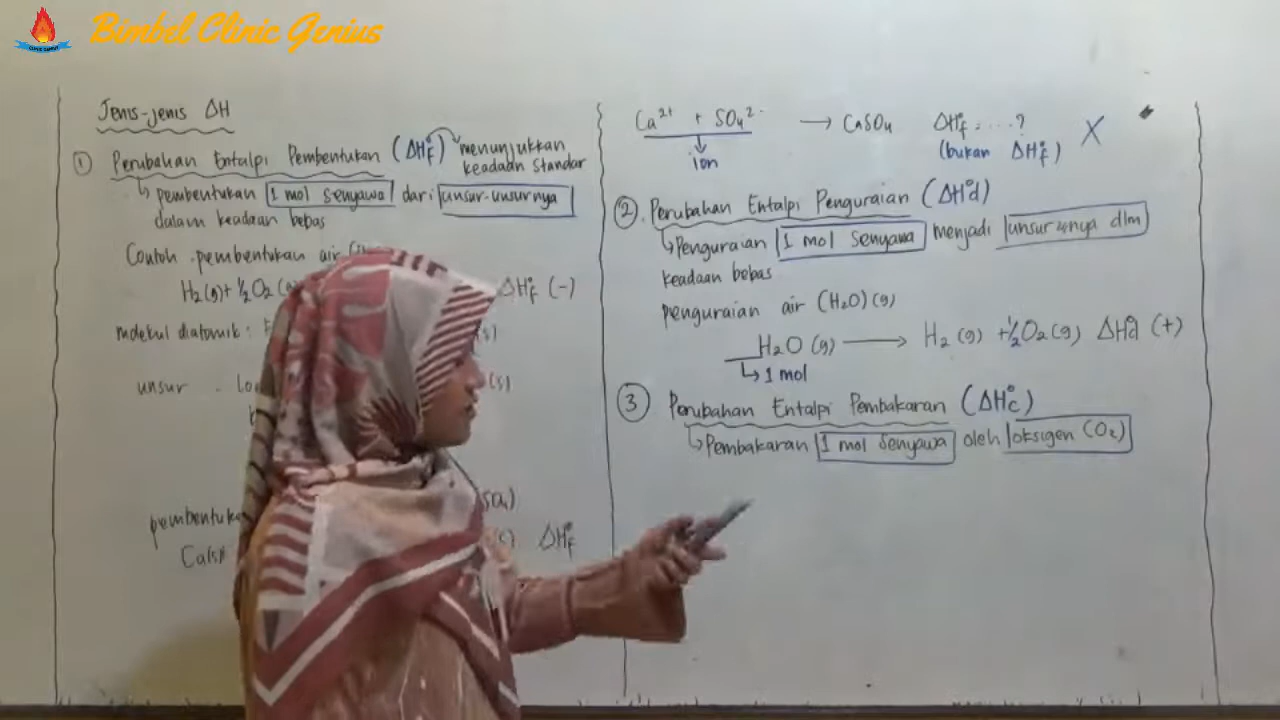 Bimbel Clinic Genius
Jenis-jenis ΔH
① Perubahan Entalpi Pembentukan (ΔH°f) menunjukkan keadaan standar
↳ pembentukan 1 mol senyawa dari unsur-unsurnya
dalam keadaan bebas
Contoh : pembentukan air
H₂(g) + ½O₂ ΔH°f (-)
molekul diatomik :
(s)
unsur
(s)
ΔH°f
Ca(s)
Ca²⁺ + SO₄²⁻ → CaSO₄ ΔH°f = ...? X
↓
ion (bukan ΔH°f)
②. Perubahan Entalpi Penguraian (ΔH°d)
↳ Penguraian 1 mol senyawa menjadi unsur²nya dlm
keadaan bebas
penguraian air (H₂O)(g)
H₂O (g) → H₂ (g) + ½O₂ (g) ΔH°d (+)
↳ 1 mol
③ Perubahan Entalpi Pembakaran (ΔH°c)
↳ Pembakaran 1 mol senyawa oleh oksigen (O₂)